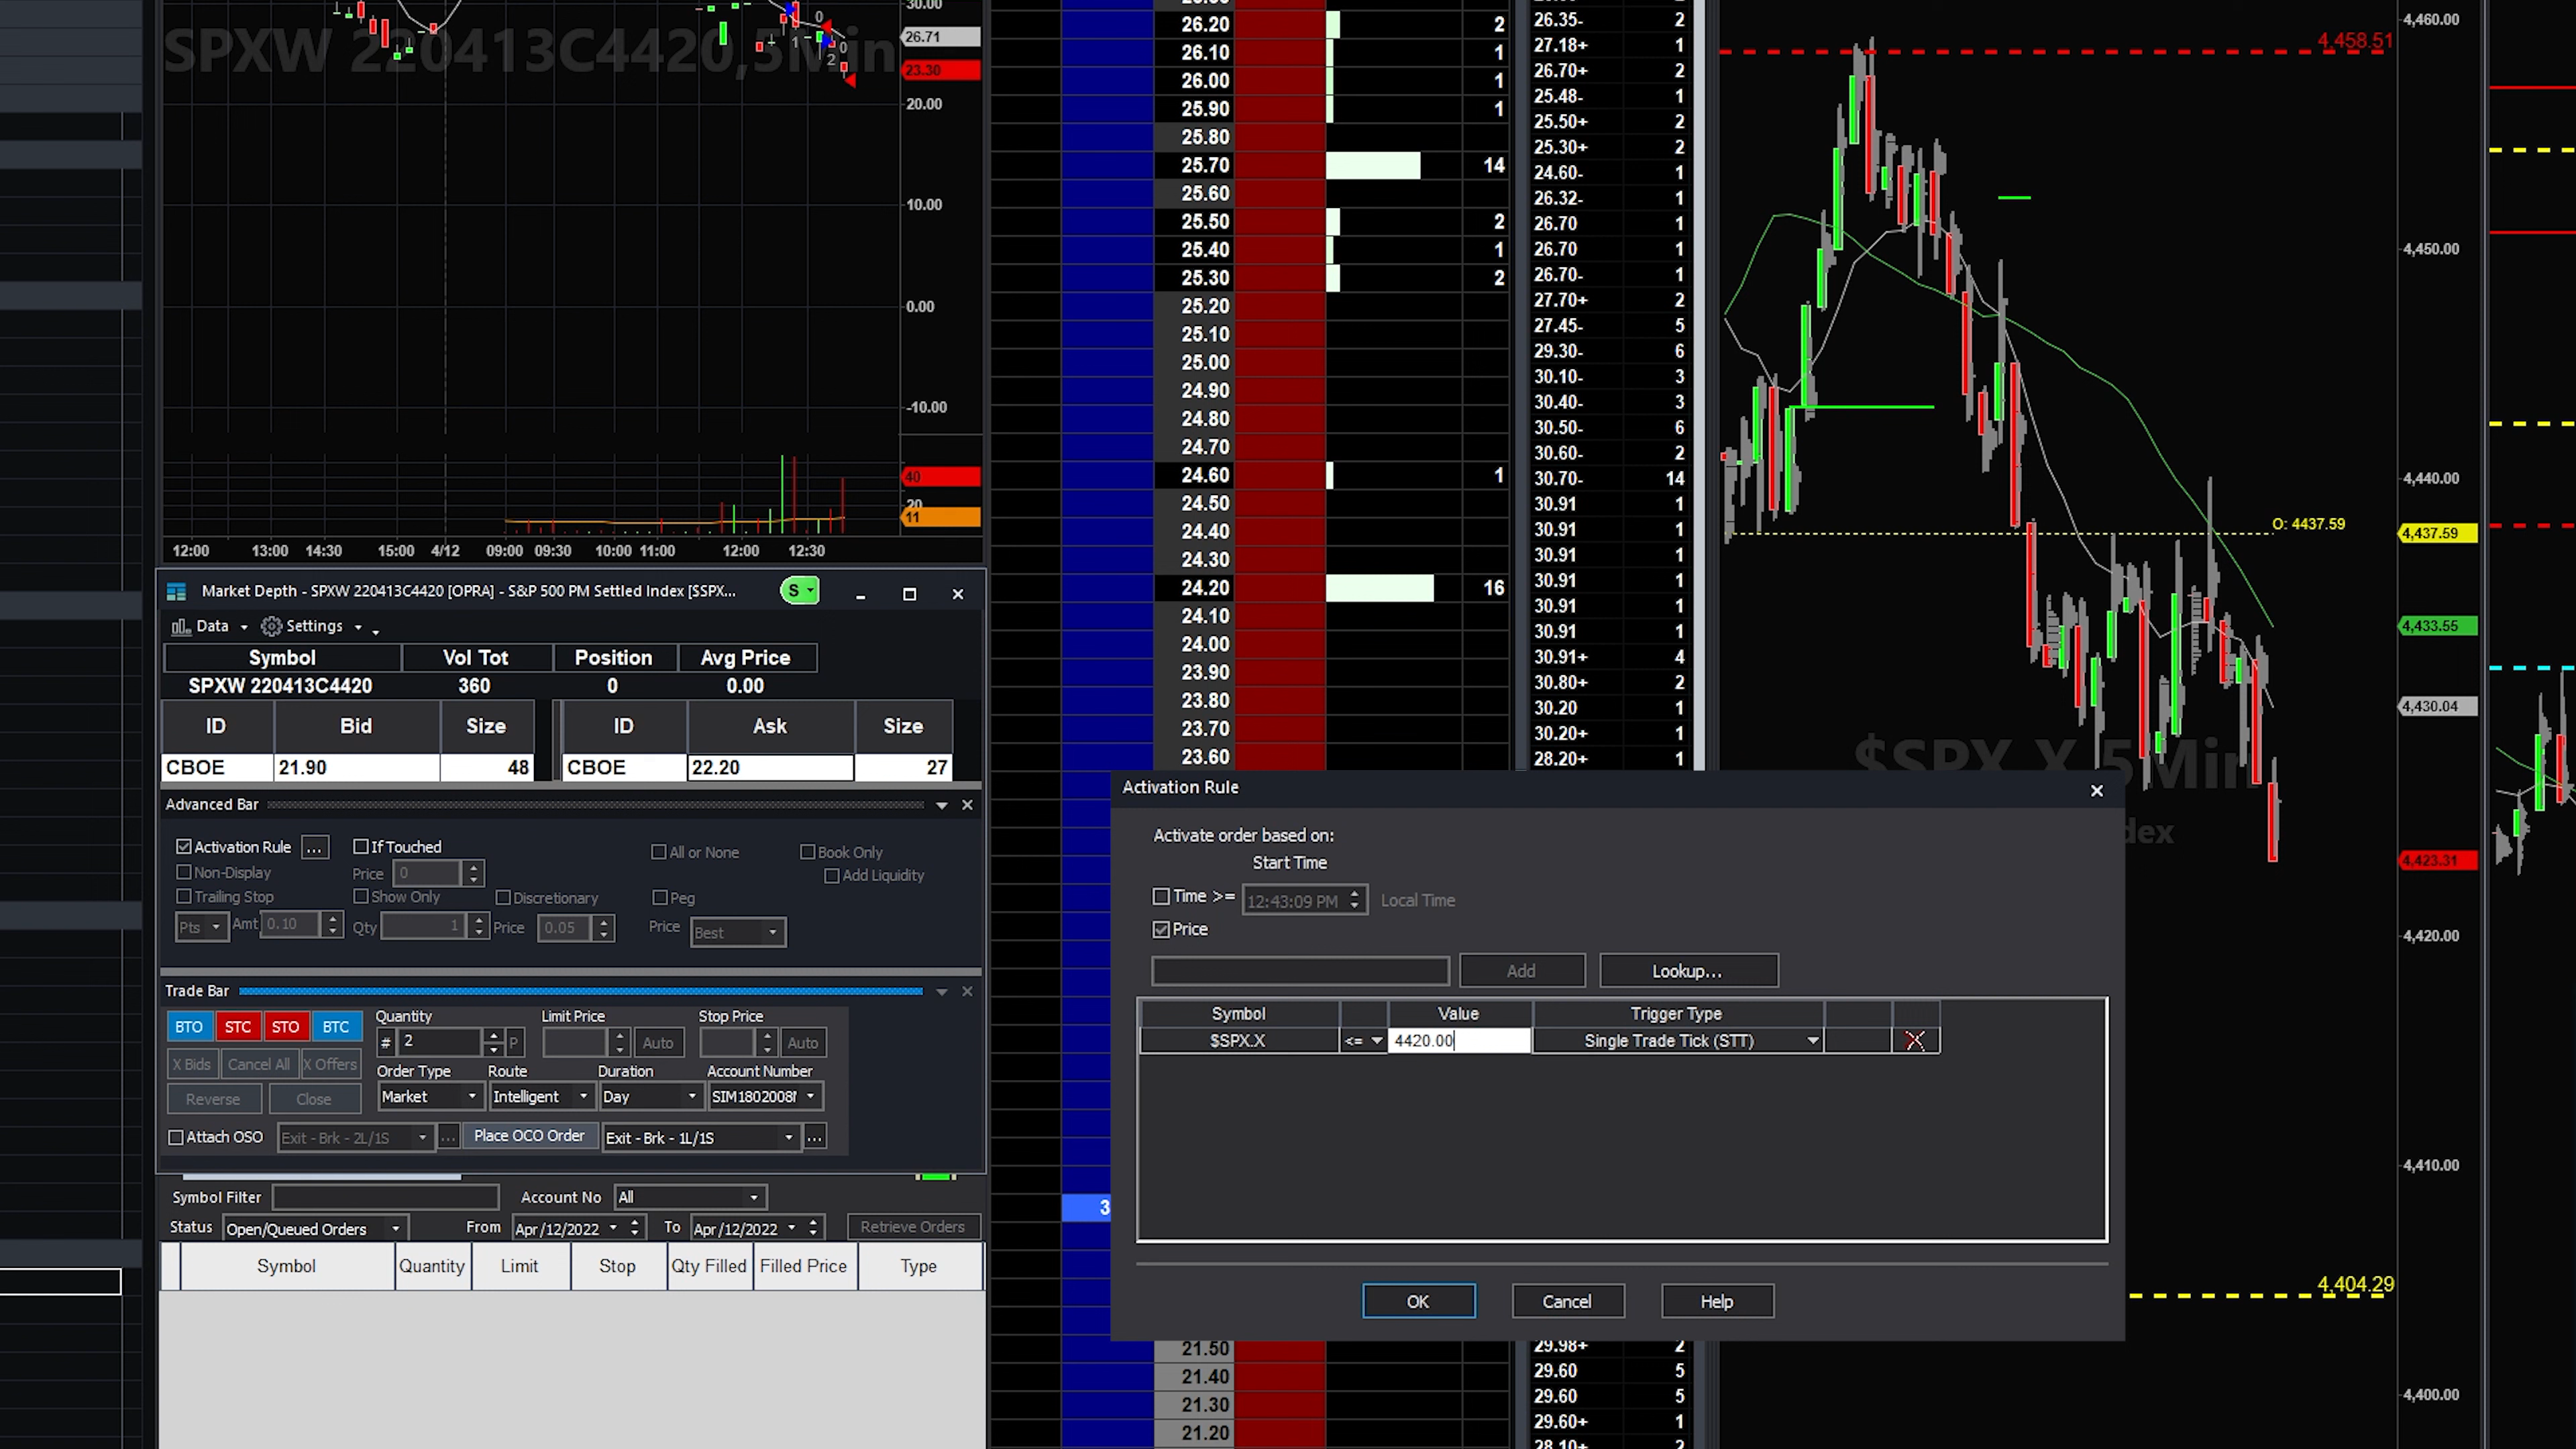 SPXW 220413C4420,5Min
30.00
26.71
23.30
20.00
10.00
0.00
-10.00
40
20
11
12:00 13:00 14:30 15:00 4/12 09:00 09:30 10:00 11:00 12:00 12:30
Market Depth - SPXW 220413C4420 [OPRA] - S&P 500 PM Settled Index [$SPX...
S
Data Settings
Symbol Vol Tot Position Avg Price
SPXW 220413C4420 360 0 0.00
ID Bid Size ID Ask Size
CBOE 21.90 48 CBOE 22.20 27
Advanced Bar
Activation Rule ... If Touched All or None Book Only
Non-Display Price 0 Add Liquidity
Trailing Stop Show Only Discretionary Peg
Pts Amt 0.10 Qty 1 Price 0.05 Price Best
Trade Bar
Quantity Limit Price Stop Price
BTO STC STO BTC # 2 P Auto Auto
X Bids Cancel All X Offers
Order Type Route Duration Account Number
Reverse Close Market Intelligent Day
Attach OSO Exit - Brk - 2L/1S ... Place OCO Order Exit - Brk - 1L/1S ...
Symbol Filter Account No All
Status Open/Queued Orders From Apr/12/2022 To Apr/12/2022 Retrieve Orders
Symbol Quantity Limit Stop Qty Filled Filled Price Type
26.20 2
26.10 1
26.00 1
25.90 1
25.80
25.70 14
25.60
25.50 2
25.40 1
25.30 2
25.20
25.10
25.00
24.90
24.80
24.70
24.60 1
24.50
24.40
24.30
24.20 16
24.10
24.00
23.90
23.80
23.70
23.60
3
21.50
21.40
21.30
21.20
26.35- 2
27.18+ 1
26.70+ 2
25.48- 1
25.50+ 2
25.30+ 2
24.60- 1
26.32- 1
26.70 1
26.70 1
26.70- 1
27.70+ 2
27.45- 5
29.30- 6
30.10- 3
30.40- 3
30.50- 6
30.60- 2
30.70- 14
30.91 1
30.91 1
30.91 1
30.91 1
30.91 1
30.91 1
30.91+ 4
30.80+ 2
30.20 1
30.20+ 1
28.20+ 1
29.98+ 2
29.60 5
29.60 5
29.60+ 1
28.10+ 2
Activation Rule
Activate order based on:
Start Time
Time >= 12:43:09 PM Local Time
Price
Add Lookup...
Symbol Value Trigger Type
$SPX.X <= 4420.00 Single Trade Tick (STT)
OK Cancel Help
4,460.00
4,458.51
4,450.00
4,440.00
O: 4437.59
4,437.59
4,433.55
4,430.04
$SPX.X,5 Min
4,423.31
4,420.00
4,410.00
4,404.29
4,400.00